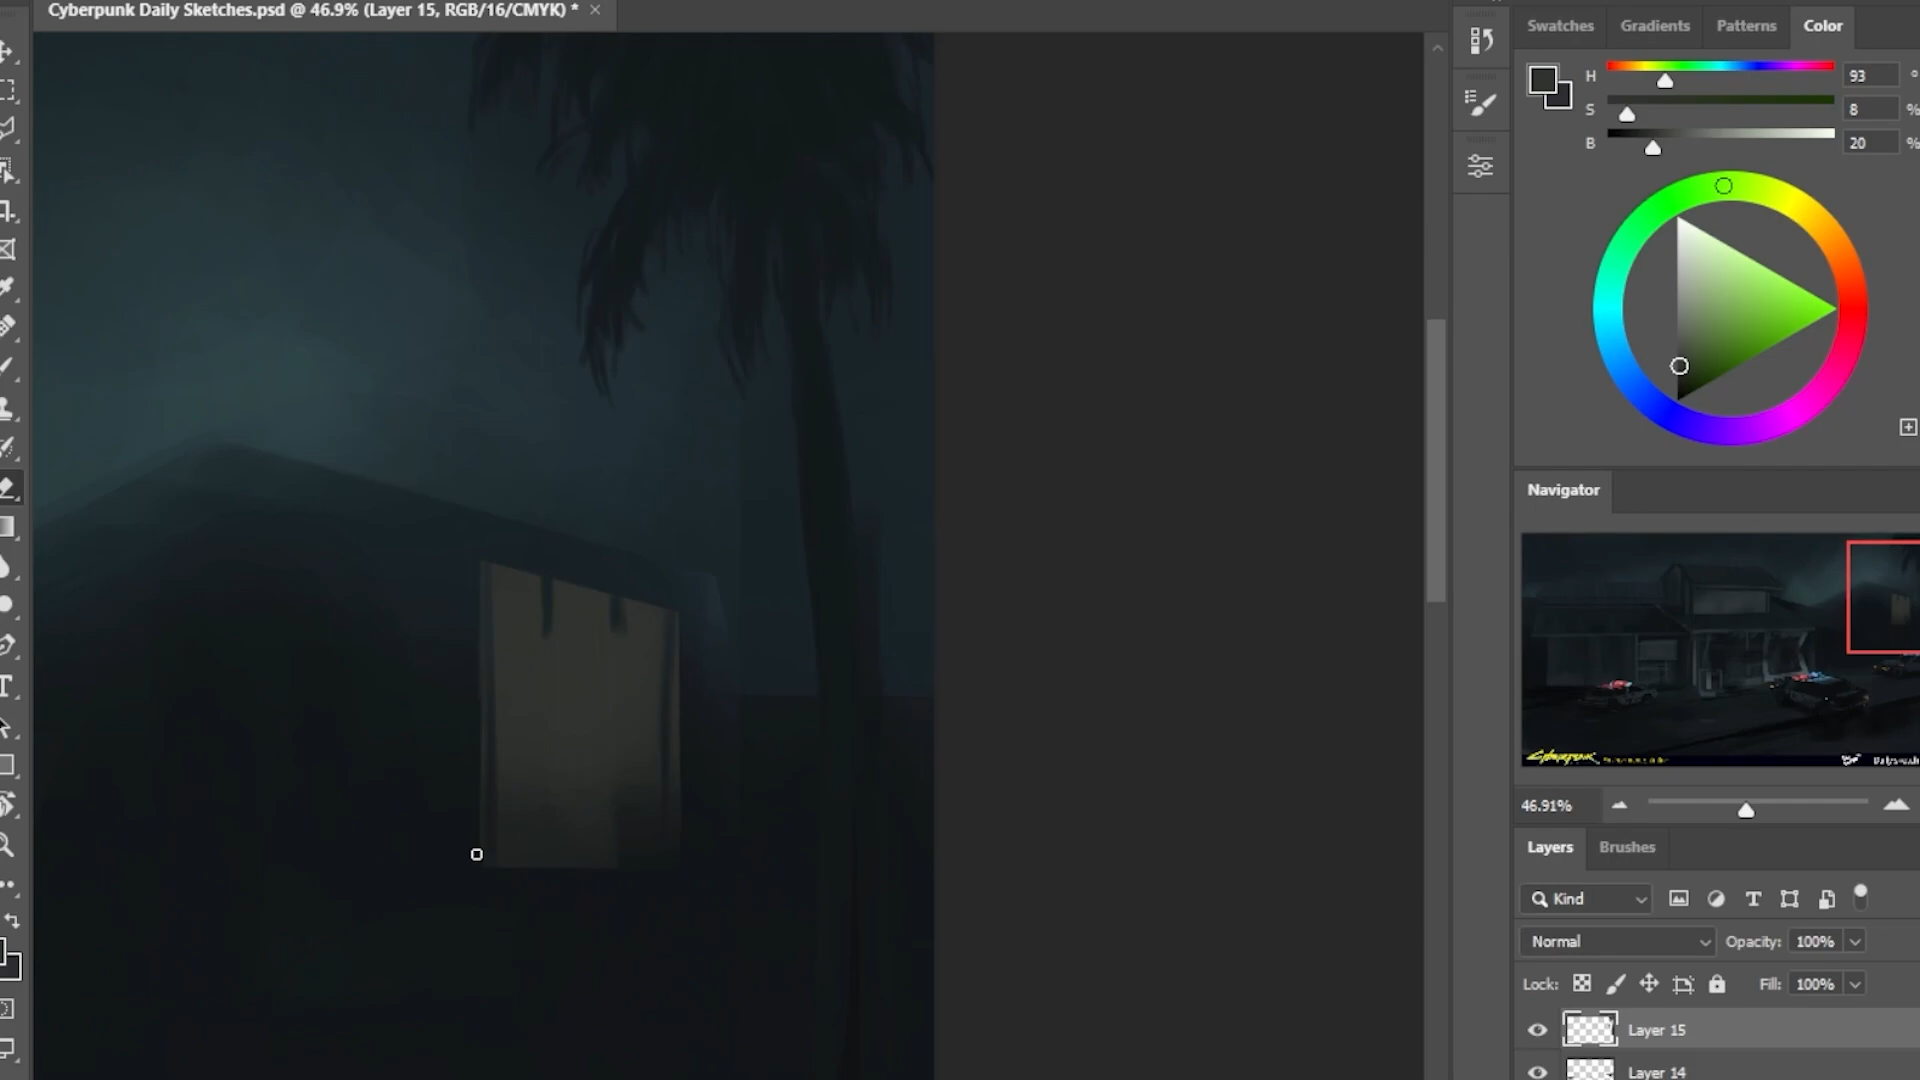 Cyberpunk Daily Sketches.psd @ 46.9% (Layer 15, RGB/16/CMYK) * ×
Swatches Gradients Patterns Color
H 93 °
S 8 %
B 20 %
Navigator
CYBERPUNK
46.91%
Layers Brushes
Kind
Normal Opacity: 100%
Lock: Fill: 100%
Layer 15
Layer 14